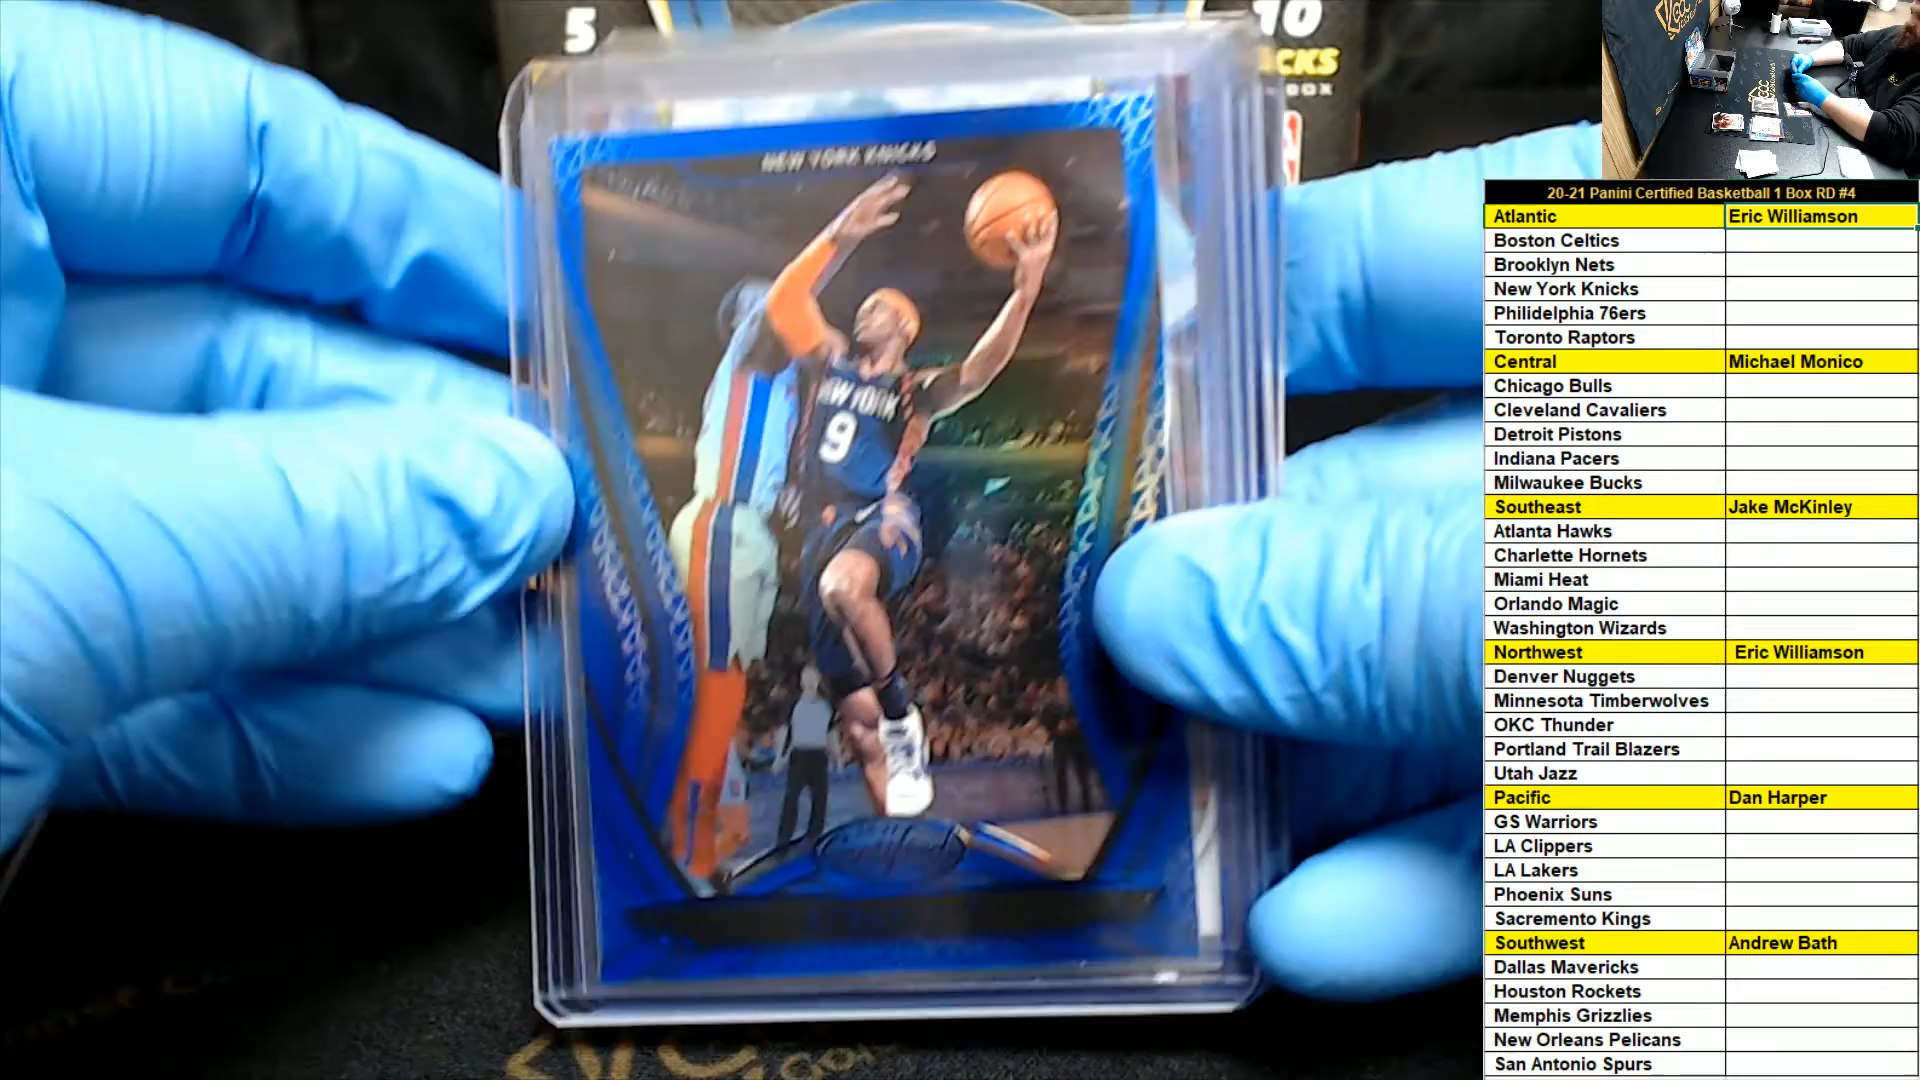 5
10
CKS
BOX
NEW YORK KNICKS
NEW YORK
9
20-21 Panini Certified Basketball 1 Box RD #4
Atlantic Eric Williamson
Boston Celtics
Brooklyn Nets
New York Knicks
Philidelphia 76ers
Toronto Raptors
Central Michael Monico
Chicago Bulls
Cleveland Cavaliers
Detroit Pistons
Indiana Pacers
Milwaukee Bucks
Southeast Jake McKinley
Atlanta Hawks
Charlette Hornets
Miami Heat
Orlando Magic
Washington Wizards
Northwest Eric Williamson
Denver Nuggets
Minnesota Timberwolves
OKC Thunder
Portland Trail Blazers
Utah Jazz
Pacific Dan Harper
GS Warriors
LA Clippers
LA Lakers
Phoenix Suns
Sacremento Kings
Southwest Andrew Bath
Dallas Mavericks
Houston Rockets
Memphis Grizzlies
New Orleans Pelicans
San Antonio Spurs